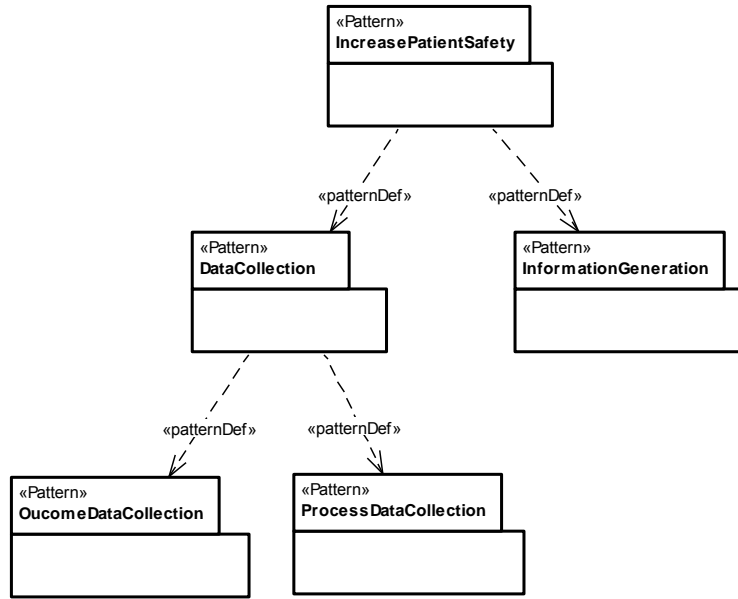 «Pattern»
IncreasePatientSafety
«patternDef»
«patternDef»
«Pattern»
DataCollection
«Pattern»
InformationGeneration
«patternDef»
«patternDef»
«Pattern»
OucomeDataCollection
«Pattern»
ProcessDataCollection